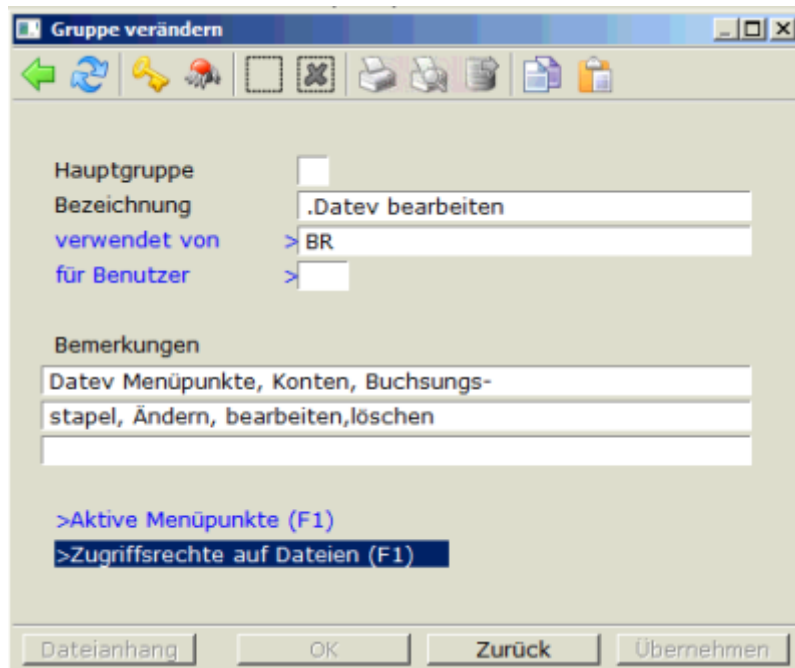 Gruppe verändern
Hauptgruppe
Bezeichnung .Datev bearbeiten
verwendet von >BR
für Benutzer >
Bemerkungen
Datev Menüpunkte, Konten, Buchsungs-
stapel, Ändern, bearbeiten,löschen
>Aktive Menüpunkte (F1)
>Zugriffsrechte auf Dateien (F1)
Dateianhang OK Zurück Übernehmen